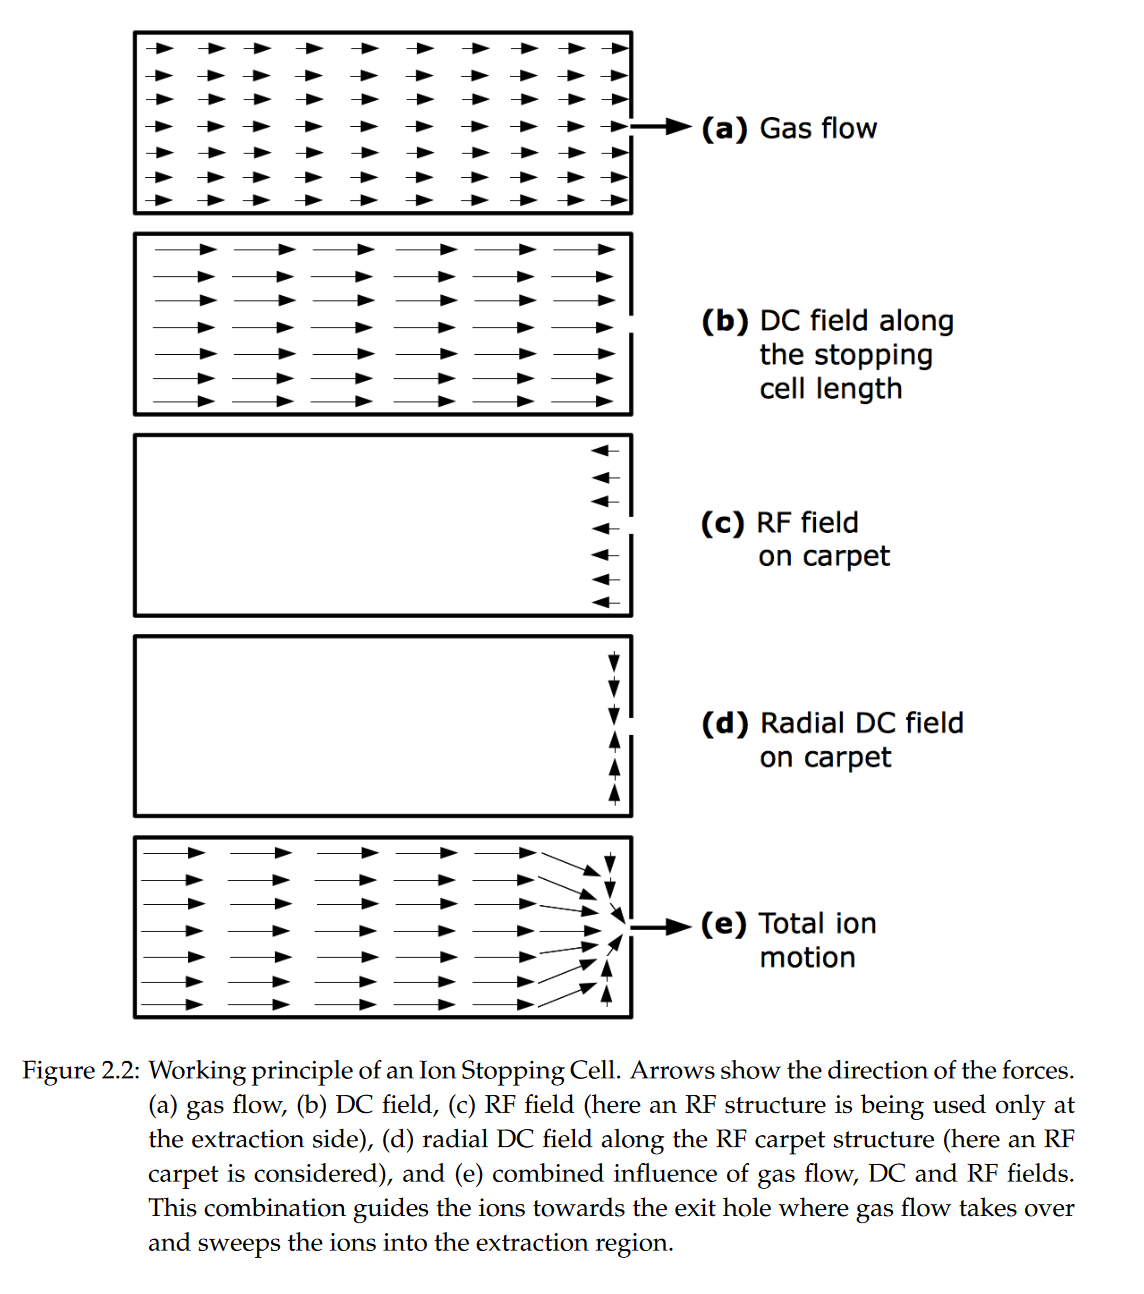 (a) Gas flow
(b) DC field along
the stopping
cell length
(c) RF field
on carpet
(d) Radial DC field
on carpet
(e) Total ion
motion
Figure 2.2: Working principle of an Ion Stopping Cell. Arrows show the direction of the forces.
(a) gas flow, (b) DC field, (c) RF field (here an RF structure is being used only at
the extraction side), (d) radial DC field along the RF carpet structure (here an RF
carpet is considered), and (e) combined influence of gas flow, DC and RF fields.
This combination guides the ions towards the exit hole where gas flow takes over
and sweeps the ions into the extraction region.